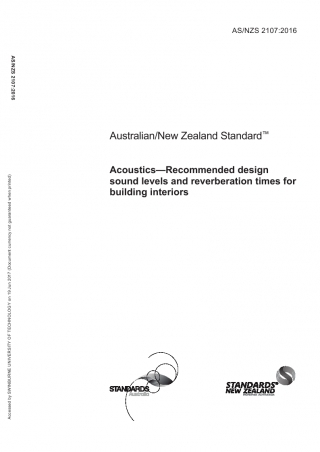 AS/NZS 2107:2016
AS/NZS 2107:2016
Australian/New Zealand Standard™
Acoustics—Recommended design
sound levels and reverberation times for
building interiors
Accessed by SWINBURNE UNIVERSITY OF TECHNOLOGY on 19 Jun 2017 (Document currency not guaranteed when printed)
STANDARDS
Australia
STANDARDS
NEW ZEALAND